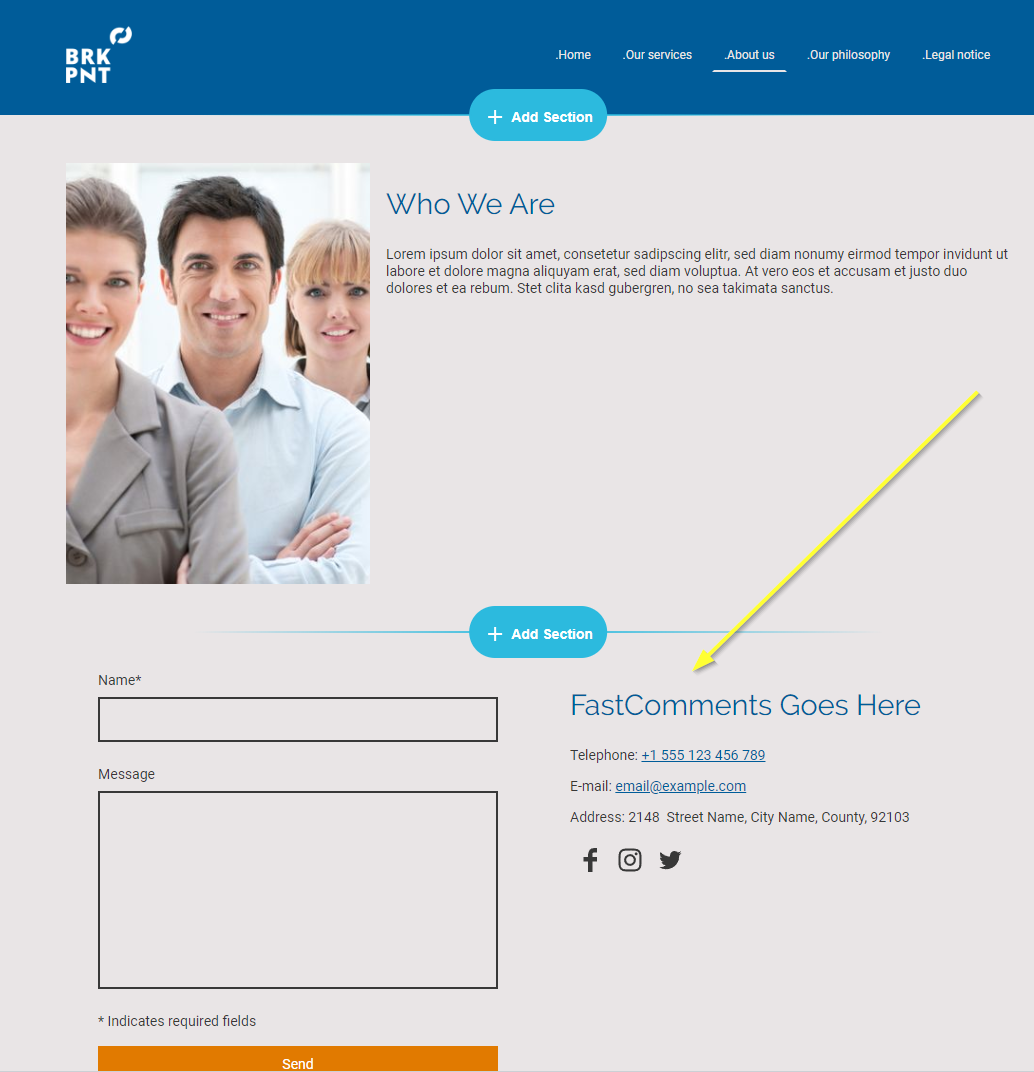 BRK
PNT
.Home .Our services .About us .Our philosophy .Legal notice
+ Add Section
Who We Are
Lorem ipsum dolor sit amet, consetetur sadipscing elitr, sed diam nonumy eirmod tempor invidunt ut
labore et dolore magna aliquyam erat, sed diam voluptua. At vero eos et accusam et justo duo
dolores et ea rebum. Stet clita kasd gubergren, no sea takimata sanctus.
+ Add Section
Name*
Message
* Indicates required fields
Send
FastComments Goes Here
Telephone: +1 555 123 456 789
E-mail: email@example.com
Address: 2148  Street Name, City Name, County, 92103